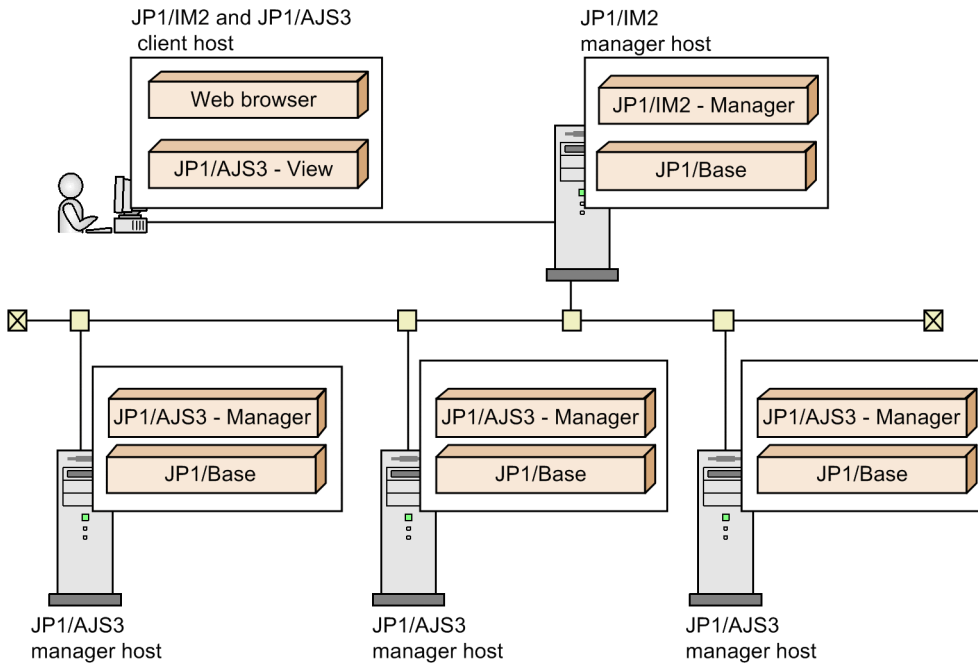 JP1/IM2 and JP1/AJS3
client host
Web browser
JP1/AJS3 - View
JP1/IM2
manager host
JP1/IM2 - Manager
JP1/Base
JP1/AJS3 - Manager
JP1/Base
JP1/AJS3
manager host
JP1/AJS3 - Manager
JP1/Base
JP1/AJS3
manager host
JP1/AJS3 - Manager
JP1/Base
JP1/AJS3
manager host